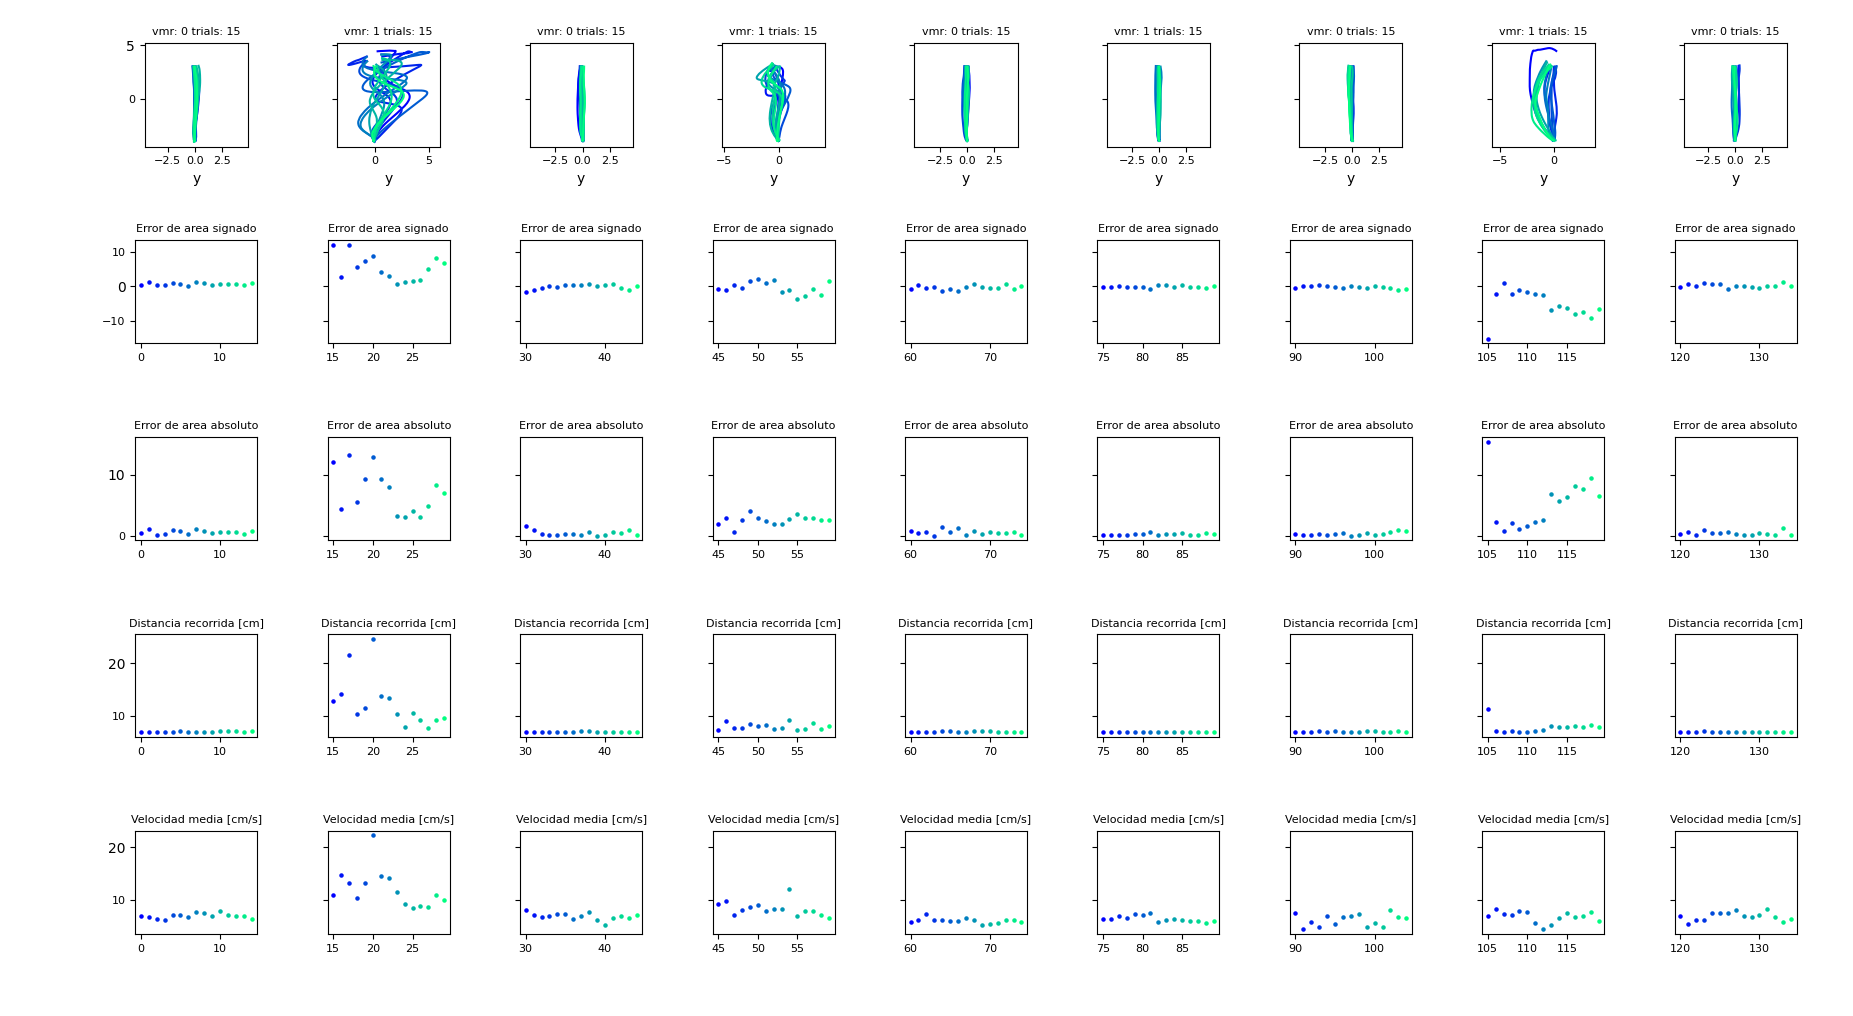 vmr: 0 trials: 15 vmr: 1 trials: 15 vmr: 0 trials: 15 vmr: 1 trials: 15 vmr: 0 trials: 15 vmr: 1 trials: 15 vmr: 0 trials: 15 vmr: 1 trials: 15 vmr: 0 trials: 15
5
0
−2.5 0.0 2.5 0 5 −2.5 0.0 2.5 −5 0 −2.5 0.0 2.5 −2.5 0.0 2.5 −2.5 0.0 2.5 −5 0 −2.5 0.0 2.5
y y y y y y y y y
Error de area signado Error de area signado Error de area signado Error de area signado Error de area signado Error de area signado Error de area signado Error de area signado Error de area signado
10
0
−10
0 10 15 20 25 30 40 45 50 55 60 70 75 80 85 90 100 105 110 115 120 130
Error de area absoluto Error de area absoluto Error de area absoluto Error de area absoluto Error de area absoluto Error de area absoluto Error de area absoluto Error de area absoluto Error de area absoluto
10
0
0 10 15 20 25 30 40 45 50 55 60 70 75 80 85 90 100 105 110 115 120 130
Distancia recorrida [cm] Distancia recorrida [cm] Distancia recorrida [cm] Distancia recorrida [cm] Distancia recorrida [cm] Distancia recorrida [cm] Distancia recorrida [cm] Distancia recorrida [cm] Distancia recorrida [cm]
20
10
0 10 15 20 25 30 40 45 50 55 60 70 75 80 85 90 100 105 110 115 120 130
Velocidad media [cm/s] Velocidad media [cm/s] Velocidad media [cm/s] Velocidad media [cm/s] Velocidad media [cm/s] Velocidad media [cm/s] Velocidad media [cm/s] Velocidad media [cm/s] Velocidad media [cm/s]
20
10
0 10 15 20 25 30 40 45 50 55 60 70 75 80 85 90 100 105 110 115 120 130